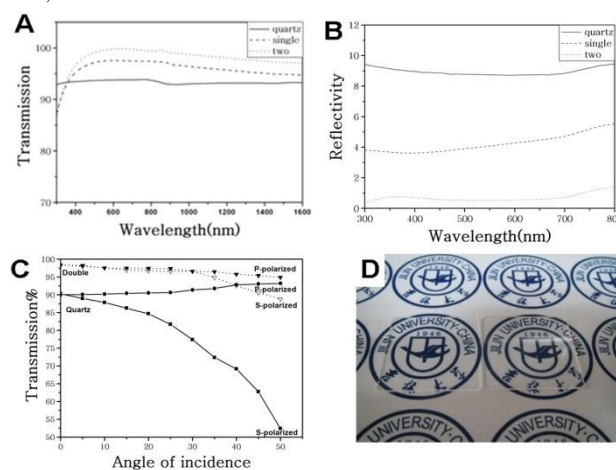 A
Transmission
100
95
90
80
70
400
600
800
1000
1200
1400
1600
Wavelength(nm)
quartz
single
two
B
Reflectivity
12
10
8
6
4
2
0
300
400
500
600
700
800
Wavelength(nm)
quartz
single
two
C
Transmission%
100
95
90
85
80
75
70
65
60
55
50
0
10
20
30
40
50
Angle of incidence
Double
P-polarized
P-polarized
S-polarized
Quartz
S-polarized
D
JILIN UNIVERSITY·CHINA
1946
JILIN UNIVERSITY·CHINA
1946